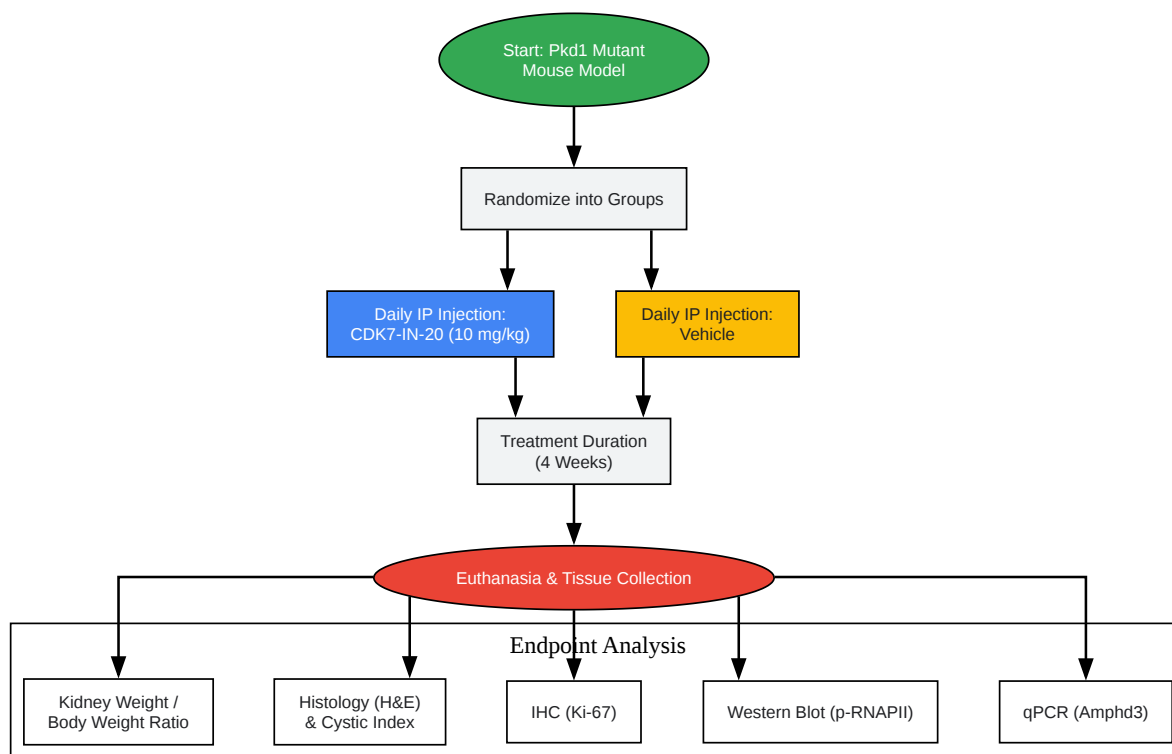 Start: Pkd1 Mutant
Mouse Model
Randomize into Groups
Daily IP Injection:
CDK7-IN-20 (10 mg/kg)
Daily IP Injection:
Vehicle
Treatment Duration
(4 Weeks)
Euthanasia & Tissue Collection
Endpoint Analysis
Kidney Weight /
Body Weight Ratio
Histology (H&E)
& Cystic Index
IHC (Ki-67)
Western Blot (p-RNAPII)
qPCR (Amphd3)